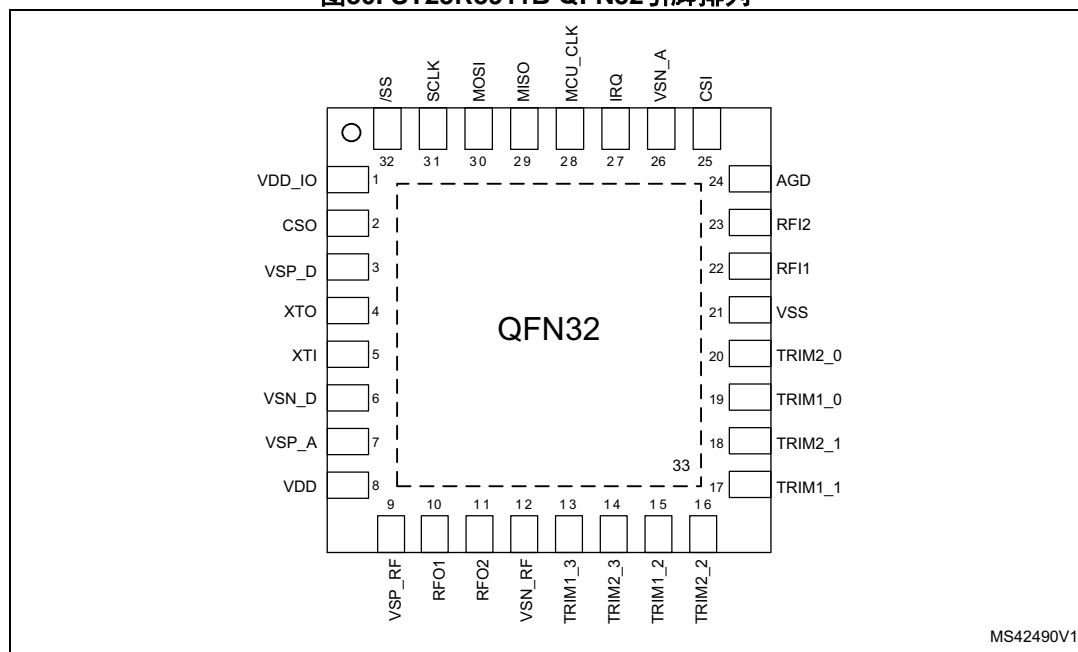 /SS
SCLK
MOSI
MISO
MCU_CLK
IRQ
VSN_A
CSI
32
31
30
29
28
27
26
25
VDD_IO
1
CSO
2
VSP_D
3
XTO
4
XTI
5
VSN_D
6
VSP_A
7
VDD
8
QFN32
33
24
AGD
23
RFI2
22
RFI1
21
VSS
20
TRIM2_0
19
TRIM1_0
18
TRIM2_1
17
TRIM1_1
9
10
11
12
13
14
15
16
VSP_RF
RFO1
RFO2
VSN_RF
TRIM1_3
TRIM2_3
TRIM1_2
TRIM2_2
MS42490V1